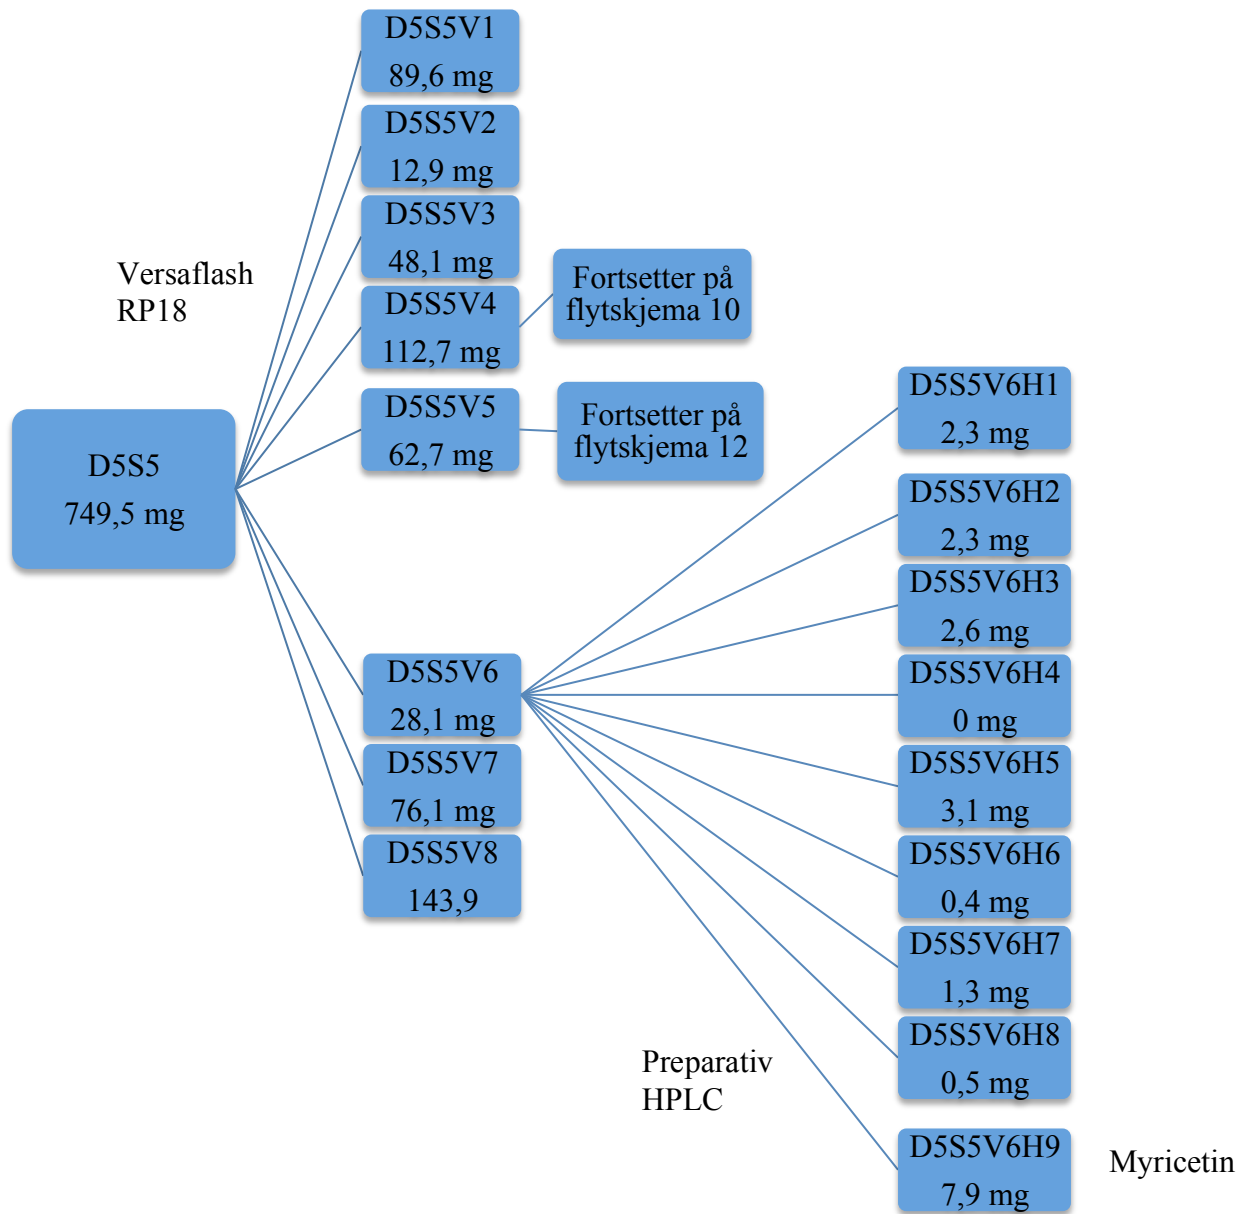 D5S5V1
89,6 mg
D5S5V2
12,9 mg
D5S5V3
48,1 mg
Versaflash
RP18
D5S5V4
112,7 mg
Fortsetter på
flytskjema 10
D5S5V5
62,7 mg
Fortsetter på
flytskjema 12
D5S5
749,5 mg
D5S5V6
28,1 mg
D5S5V7
76,1 mg
D5S5V8
143,9
D5S5V6H1
2,3 mg
D5S5V6H2
2,3 mg
D5S5V6H3
2,6 mg
D5S5V6H4
0 mg
D5S5V6H5
3,1 mg
D5S5V6H6
0,4 mg
D5S5V6H7
1,3 mg
D5S5V6H8
0,5 mg
Preparativ
HPLC
D5S5V6H9
7,9 mg
Myricetin